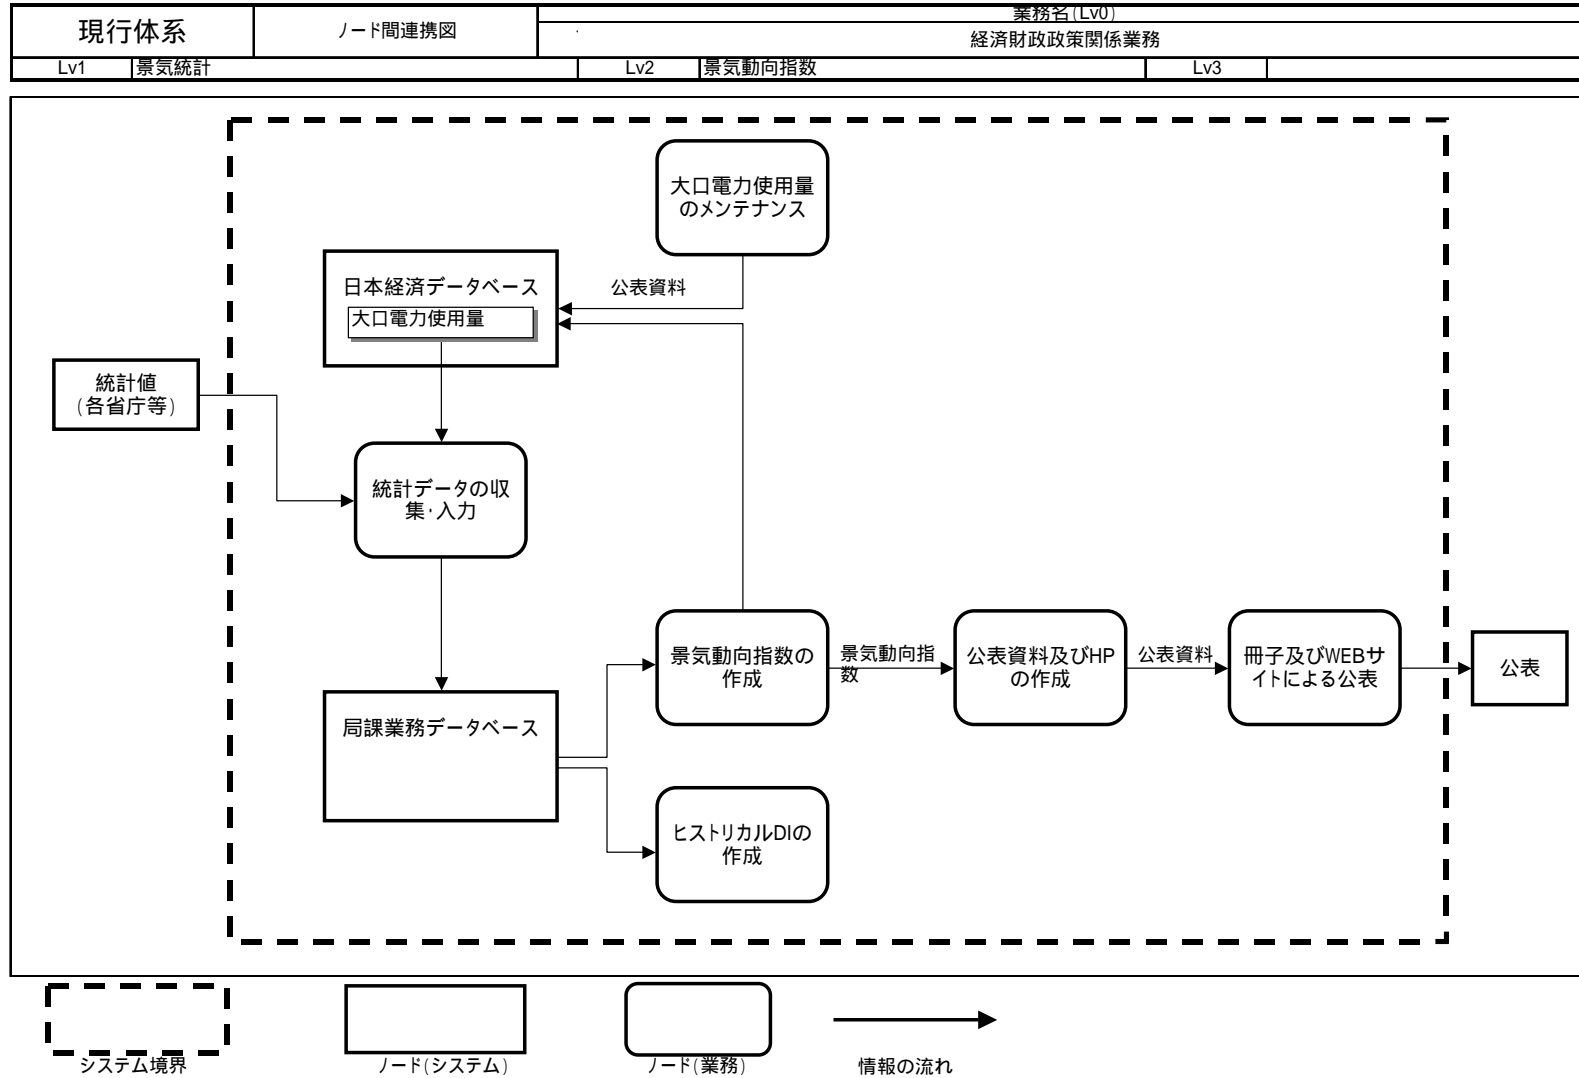 現行体系
ノード間連携図
業務名(Lv0)
経済財政政策関係業務
Lv1
景気統計
Lv2
景気動向指数
Lv3
大口電力使用量
のメンテナンス
日本経済データベース
大口電力使用量
公表資料
統計値
(各省庁等)
統計データの収
集・入力
景気動向指数の
作成
景気動向指
数
公表資料及びHP
の作成
公表資料
冊子及びWEBサ
イトによる公表
公表
局課業務データベース
ヒストリカルDIの
作成
システム境界
ノード(システム)
ノード(業務)
情報の流れ